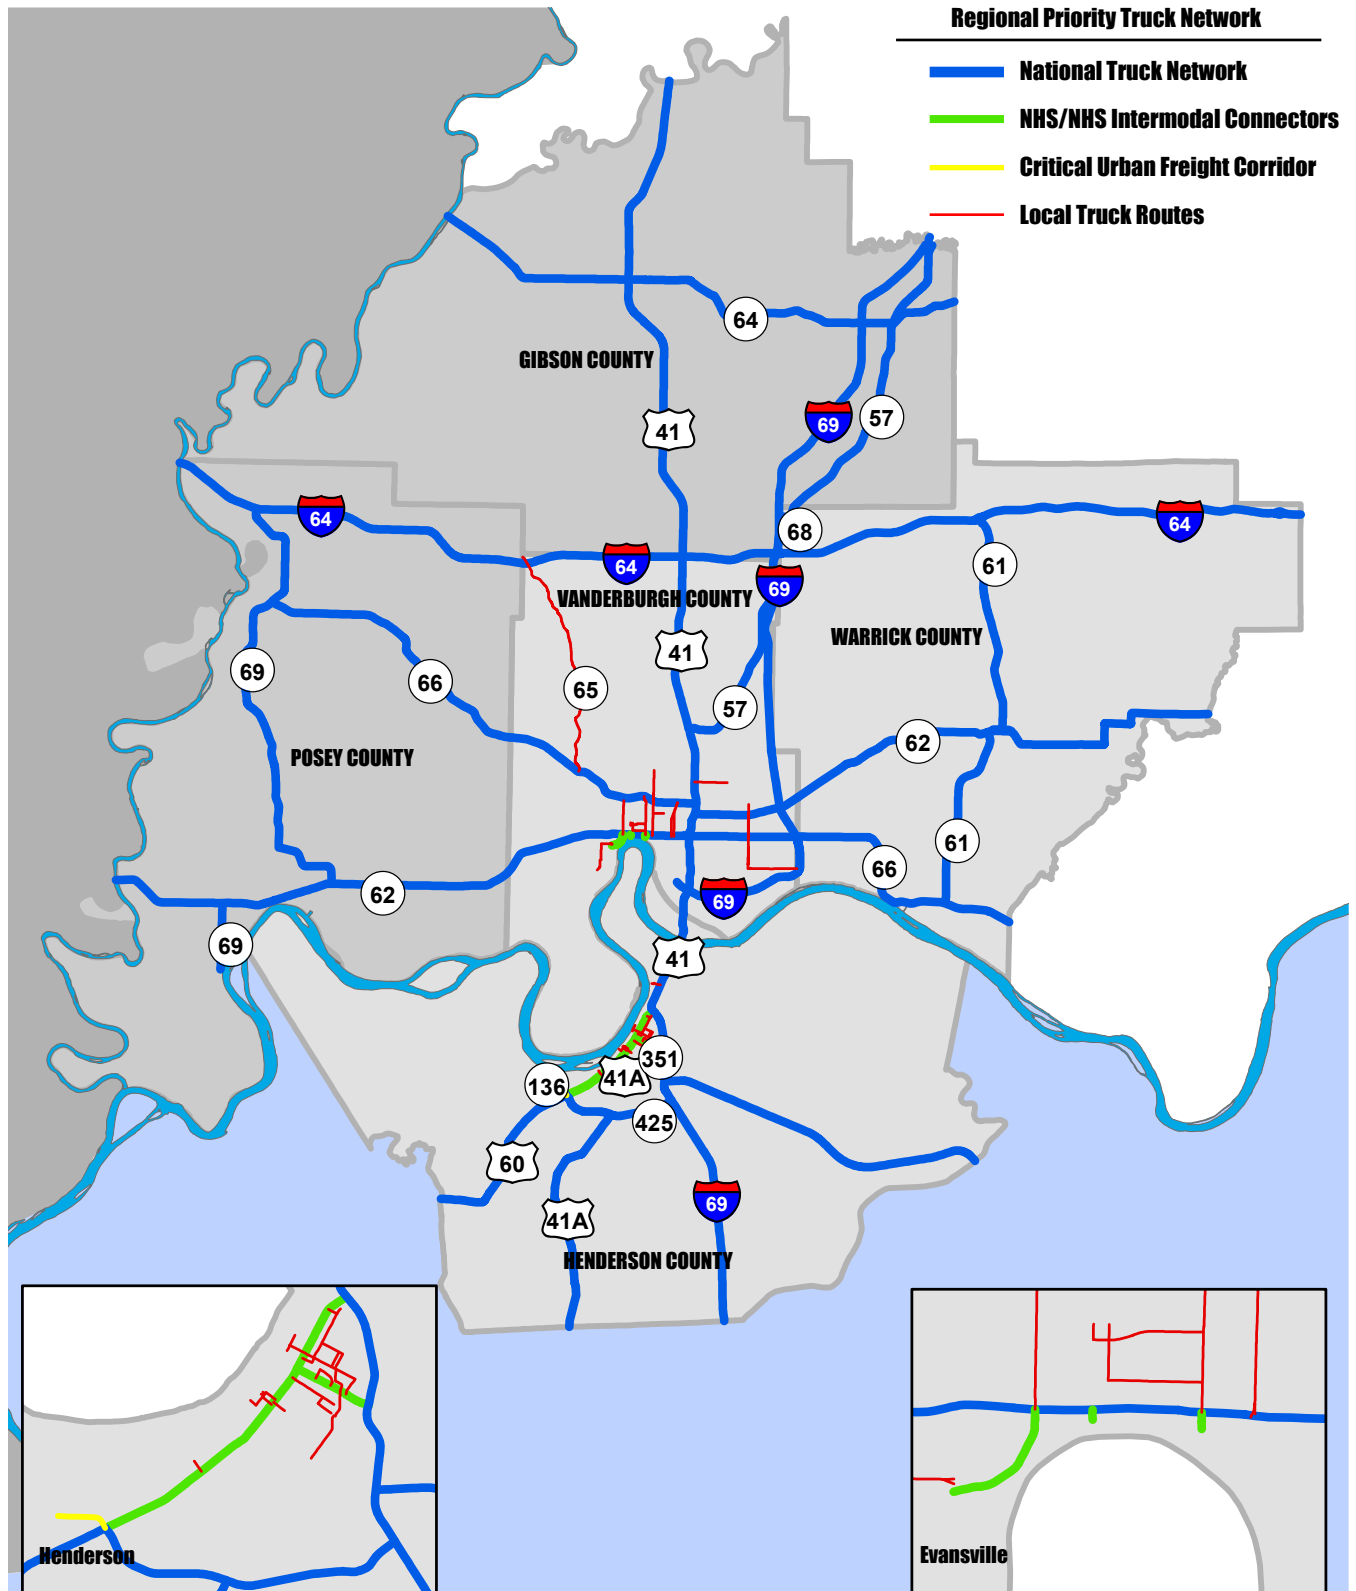 Regional Priority Truck Network
National Truck Network
NHS/NHS Intermodal Connectors
Critical Urban Freight Corridor
Local Truck Routes
64
GIBSON COUNTY
41
69
57
64
68
64
64
61
69
VANDERBURGH COUNTY
WARRICK COUNTY
41
69
66
65
57
62
POSEY COUNTY
61
66
62
69
69
41
351
41A
136
425
60
69
41A
HENDERSON COUNTY
Henderson
Evansville